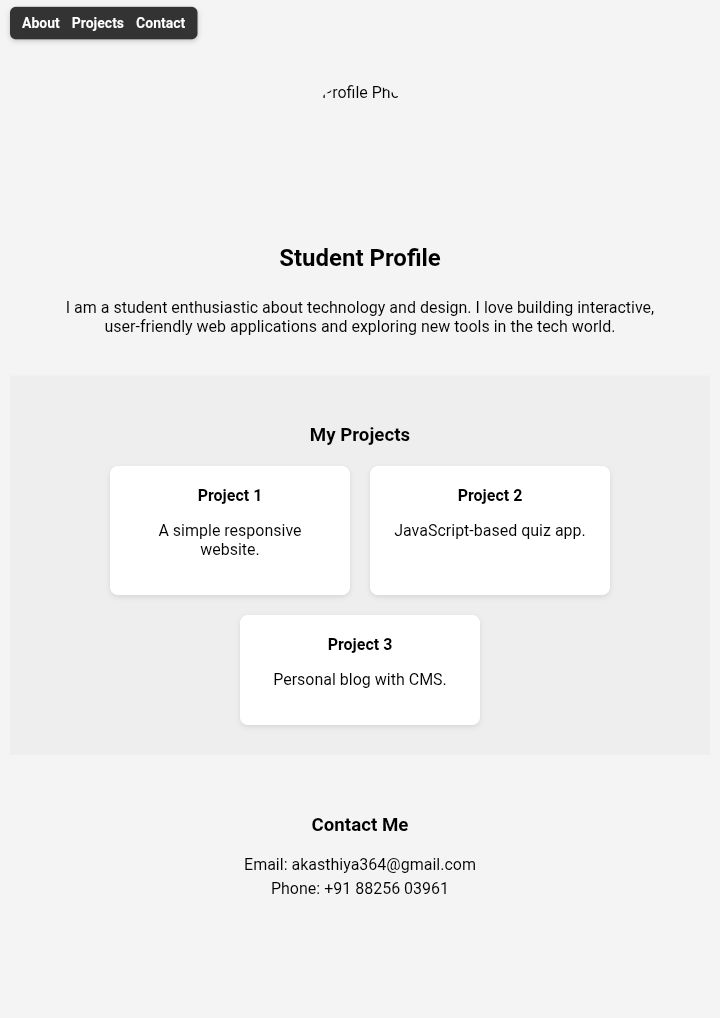 About Projects Contact
Profile Pho
Student Profile
I am a student enthusiastic about technology and design. I love building interactive,
user-friendly web applications and exploring new tools in the tech world.
My Projects
Project 1
A simple responsive
website.
Project 2
JavaScript-based quiz app.
Project 3
Personal blog with CMS.
Contact Me
Email: akasthiya364@gmail.com
Phone: +91 88256 03961